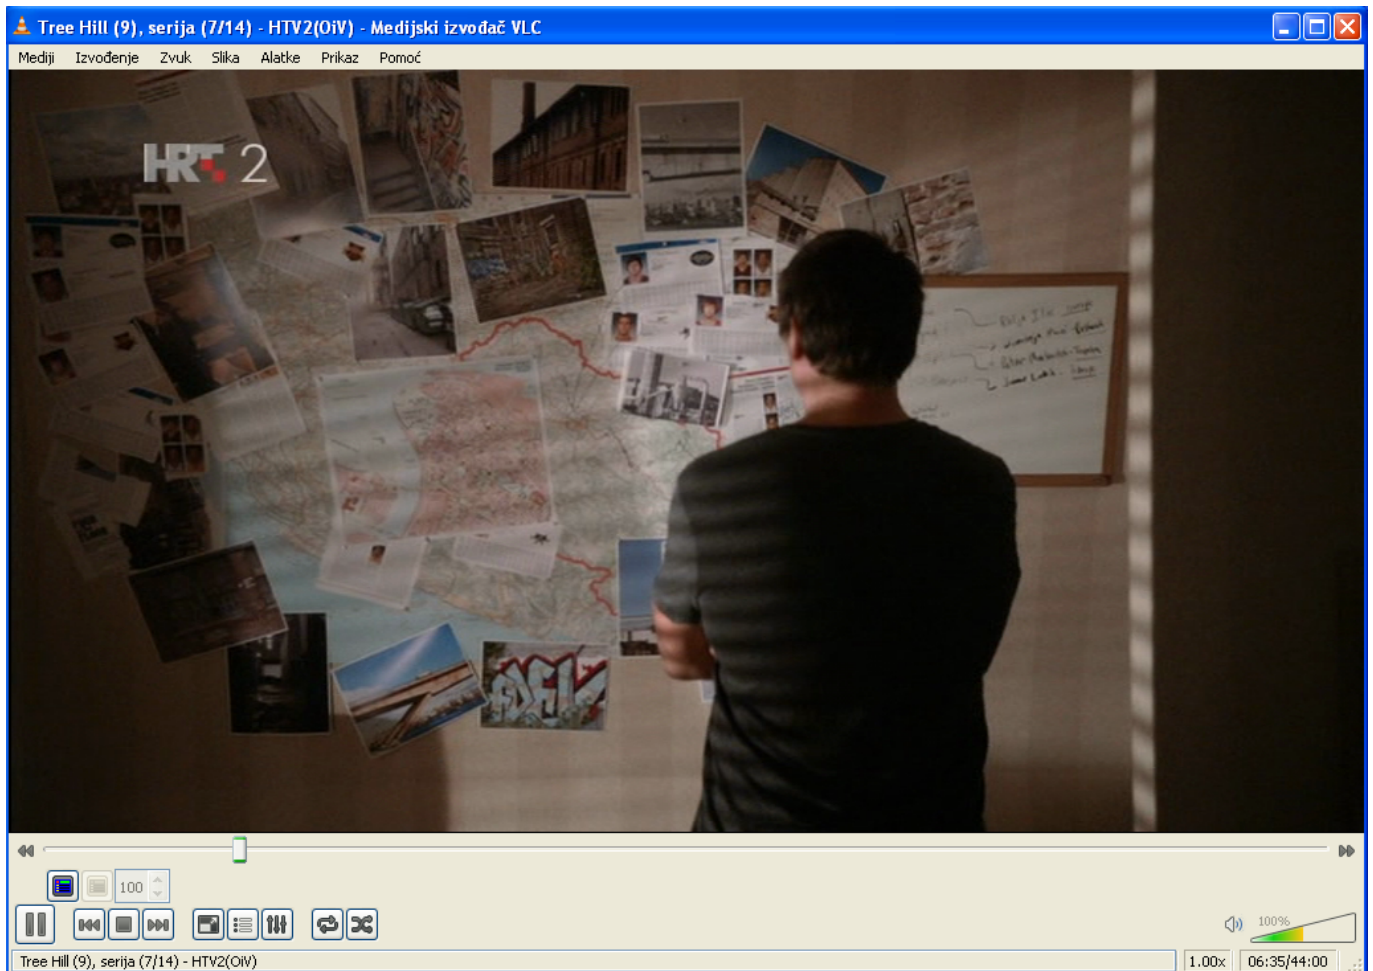 Tree Hill (9), serija (7/14) - HTV2(OiV) - Medijski izvođač VLC
Mediji Izvođenje Zvuk Slika Alatke Prikaz Pomoć
HRT 2
100
100%
Tree Hill (9), serija (7/14) - HTV2(OiV)
1.00x
06:35/44:00